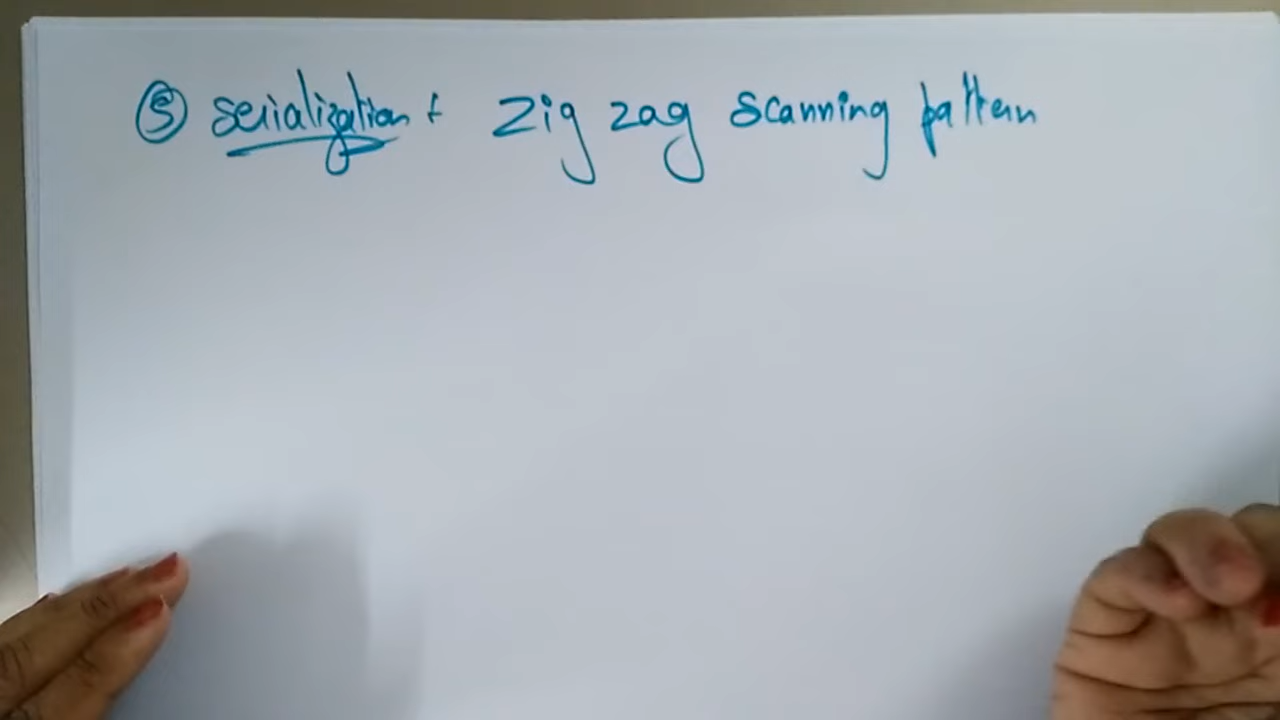 ⑤ serialization : zig zag scanning pattern